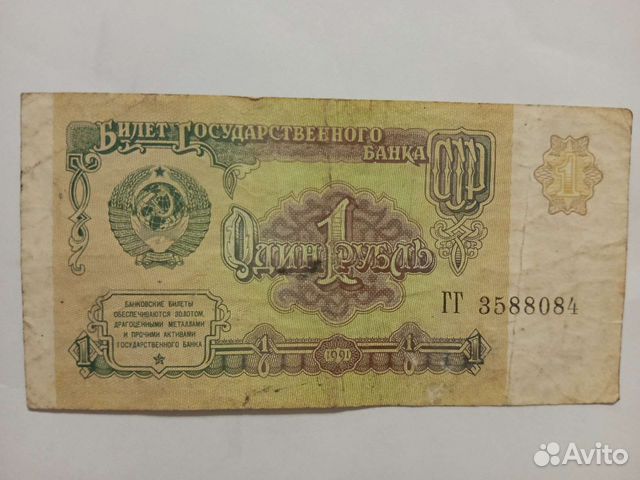 Билет Государственного
Банка
СССР
1
Один Рубль
1
БАНКОВСКИЕ БИЛЕТЫ
ОБЕСПЕЧИВАЮТСЯ ЗОЛОТОМ,
ДРАГОЦЕННЫМИ МЕТАЛЛАМИ
И ПРОЧИМИ АКТИВАМИ
ГОСУДАРСТВЕННОГО БАНКА
ГГ 3588084
1 1 1991 1 1
Avito